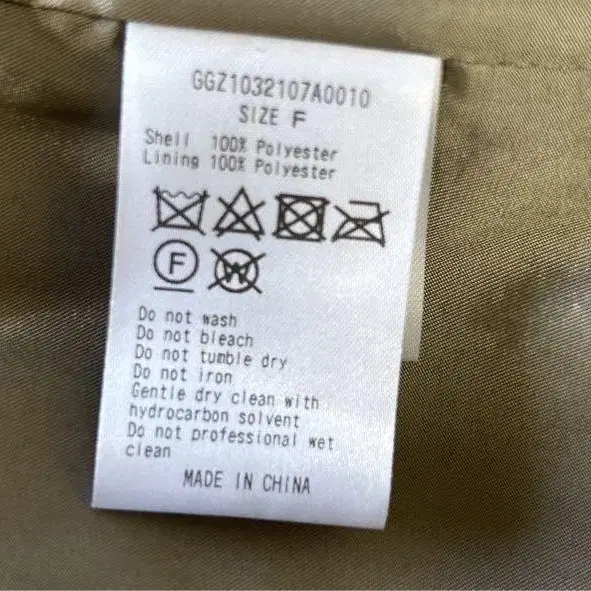 GGZ1032107A0010
SIZE F
Shell 100% Polyester
Lining 100% Polyester
F W
Do not wash
Do not bleach
Do not tumble dry
Do not iron
Gentle dry clean with
hydrocarbon solvent
Do not professional wet
clean
MADE IN CHINA